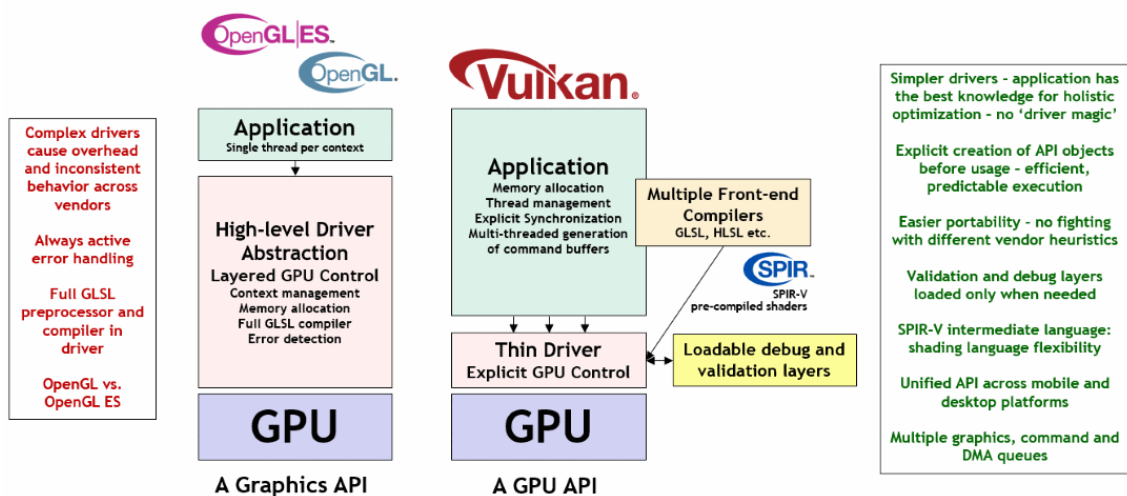 OpenGL|ES™
OpenGL®
Vulkan®
Complex drivers
cause overhead
and inconsistent
behavior across
vendors
Always active
error handling
Full GLSL
preprocessor and
compiler in
driver
OpenGL vs.
OpenGL ES
Application
Single thread per context
High-level Driver
Abstraction
Layered GPU Control
Context management
Memory allocation
Full GLSL compiler
Error detection
GPU
A Graphics API
Application
Memory allocation
Thread management
Explicit Synchronization
Multi-threaded generation
of command buffers
Multiple Front-end
Compilers
GLSL, HLSL etc.
SPIR™
SPIR-V
pre-compiled shaders
Thin Driver
Explicit GPU Control
Loadable debug and
validation layers
GPU
A GPU API
Simpler drivers – application has
the best knowledge for holistic
optimization – no ‘driver magic’
Explicit creation of API objects
before usage – efficient,
predictable execution
Easier portability – no fighting
with different vendor heuristics
Validation and debug layers
loaded only when needed
SPIR-V intermediate language:
shading language flexibility
Unified API across mobile and
desktop platforms
Multiple graphics, command and
DMA queues